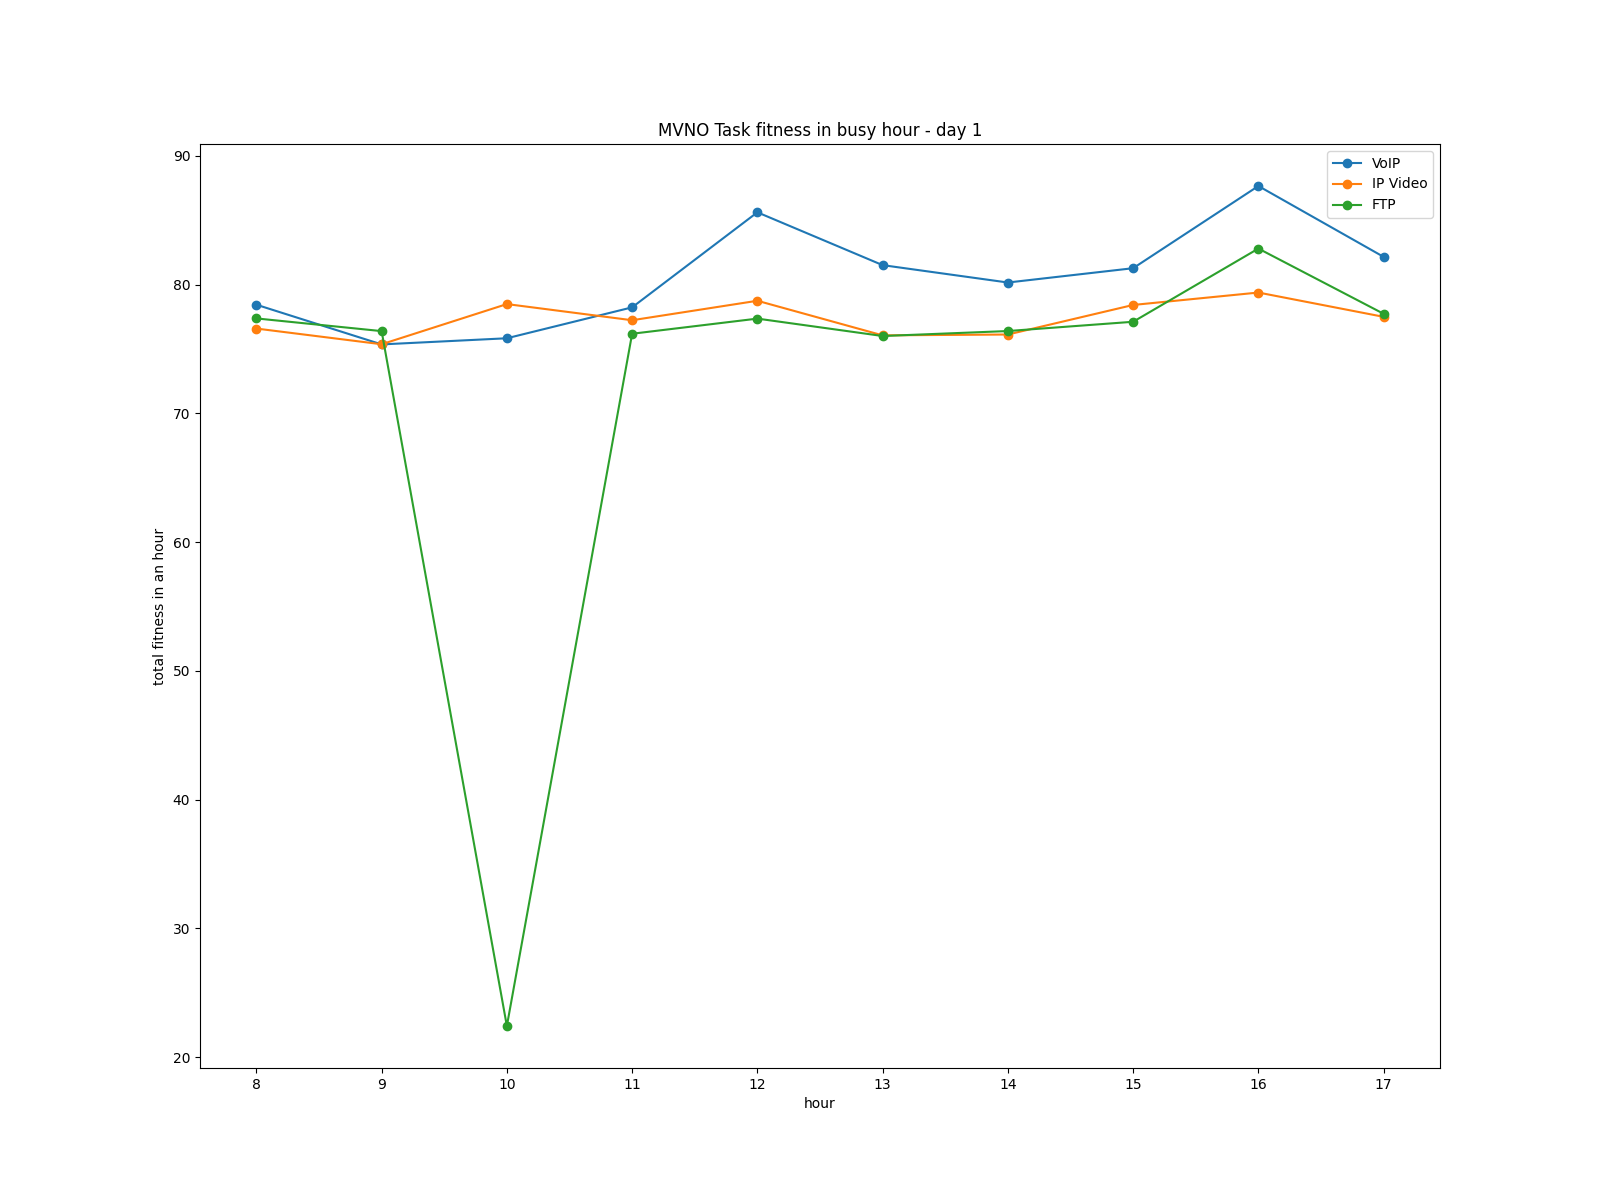 MVNO Task fitness in busy hour - day 1
VoIP
IP Video
FTP
90
80
70
60
50
40
30
20
total fitness in an hour
8 9 10 11 12 13 14 15 16 17
hour